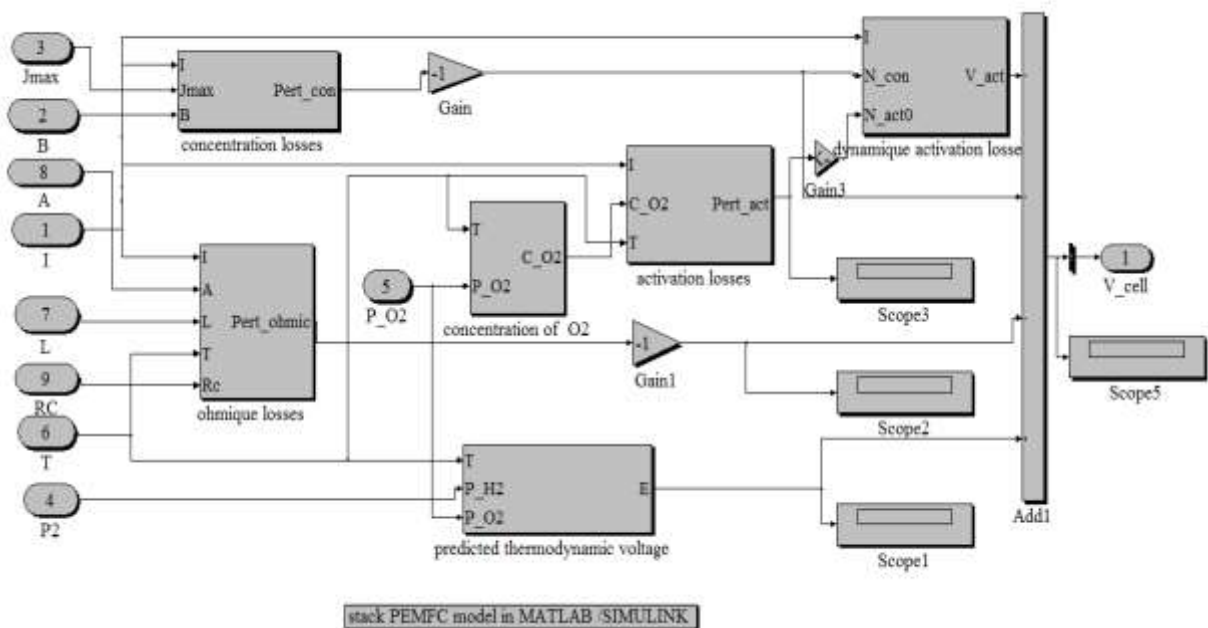 3
Jmax
2
B
8
A
1
I
7
L
9
RC
6
T
4
P2
I
Jmax
B
Pert_con
concentration losses
-1
Gain
I
N_con
N_act0
V_act
dynamique activation losse
Gain3
I
C_O2
T
Pert_act
activation losses
T
P_O2
C_O2
concentration of O2
5
P_O2
I
A
L
T
Rc
Pert_ohmic
ohmique losses
-1
Gain1
Scope3
Scope2
T
P_H2
P_O2
E
predicted thermodynamic voltage
Scope1
Add1
1
V_cell
Scope5
stack PEMFC model in MATLAB /SIMULINK